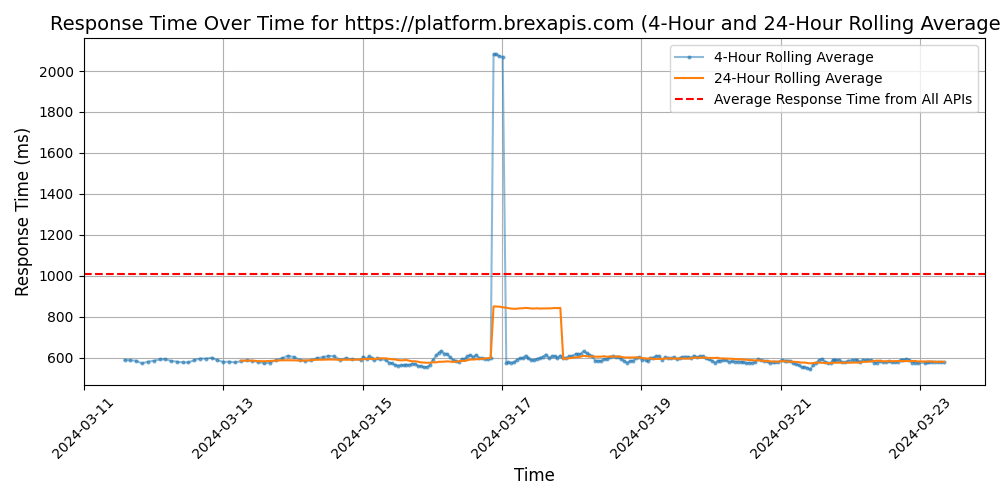 Response Time Over Time for https://platform.brexapis.com (4-Hour and 24-Hour Rolling Average
4-Hour Rolling Average
24-Hour Rolling Average
Average Response Time from All APIs
Response Time (ms)
2000
1800
1600
1400
1200
1000
800
600
2024-03-11
2024-03-13
2024-03-15
2024-03-17
2024-03-19
2024-03-21
2024-03-23
Time